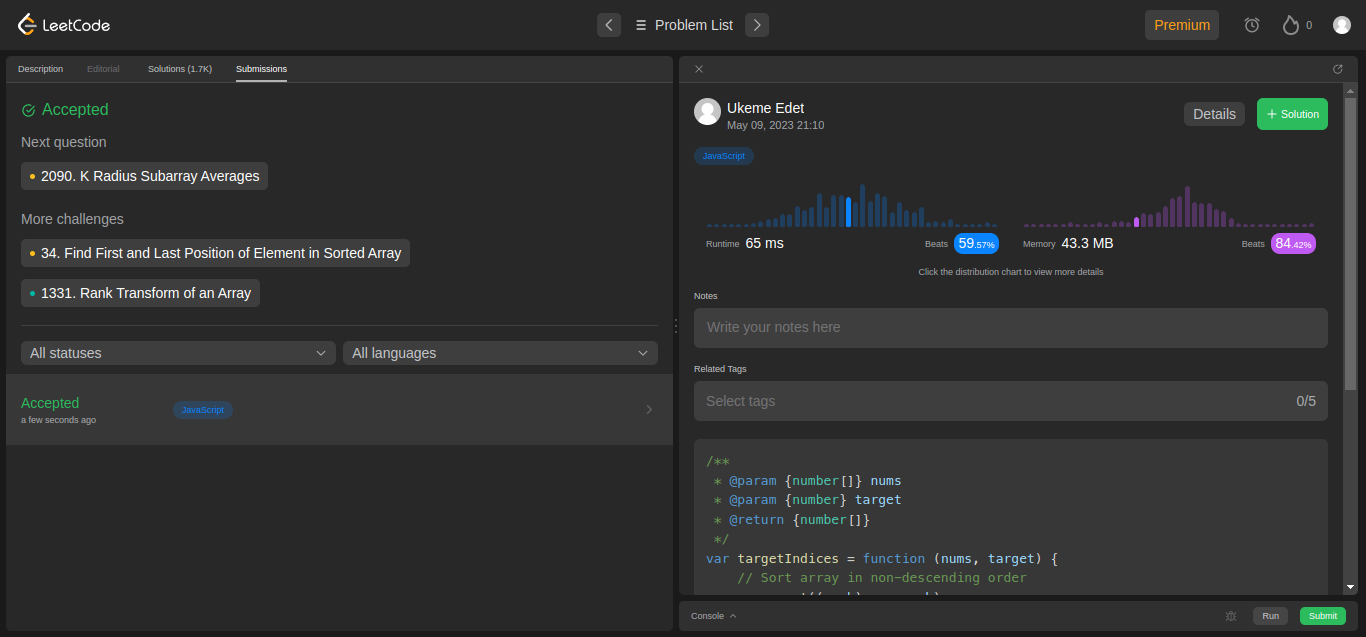 LeetCode
Problem List
Premium
0
Description Editorial Solutions (1.7K) Submissions
Accepted
Next question
2090. K Radius Subarray Averages
More challenges
34. Find First and Last Position of Element in Sorted Array
1331. Rank Transform of an Array
All statuses
All languages
Accepted
a few seconds ago
JavaScript
Ukeme Edet
May 09, 2023 21:10
Details
+ Solution
JavaScript
Runtime 65 ms Beats 59.57%
Memory 43.3 MB Beats 84.42%
Click the distribution chart to view more details
Notes
Write your notes here
Related Tags
Select tags 0/5
/**
* @param {number[]} nums
* @param {number} target
* @return {number[]}
*/
var targetIndices = function (nums, target) {
// Sort array in non-descending order
Console
Run
Submit